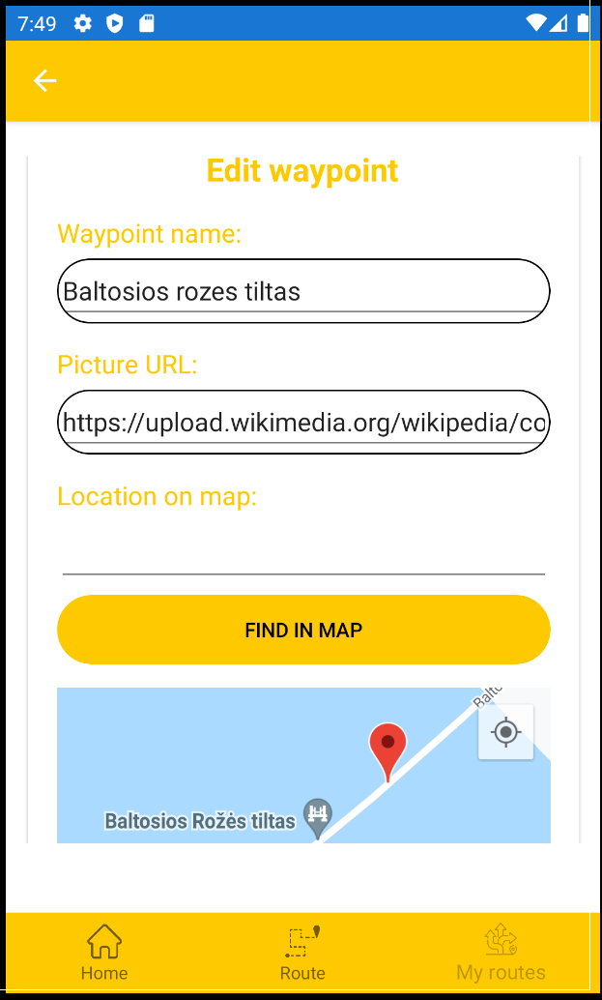 7:49
Edit waypoint
Waypoint name:
Baltosios rozes tiltas
Picture URL:
https://upload.wikimedia.org/wikipedia/co
Location on map:
FIND IN MAP
Balto
Baltosios Rožės tiltas
Home
Route
My routes